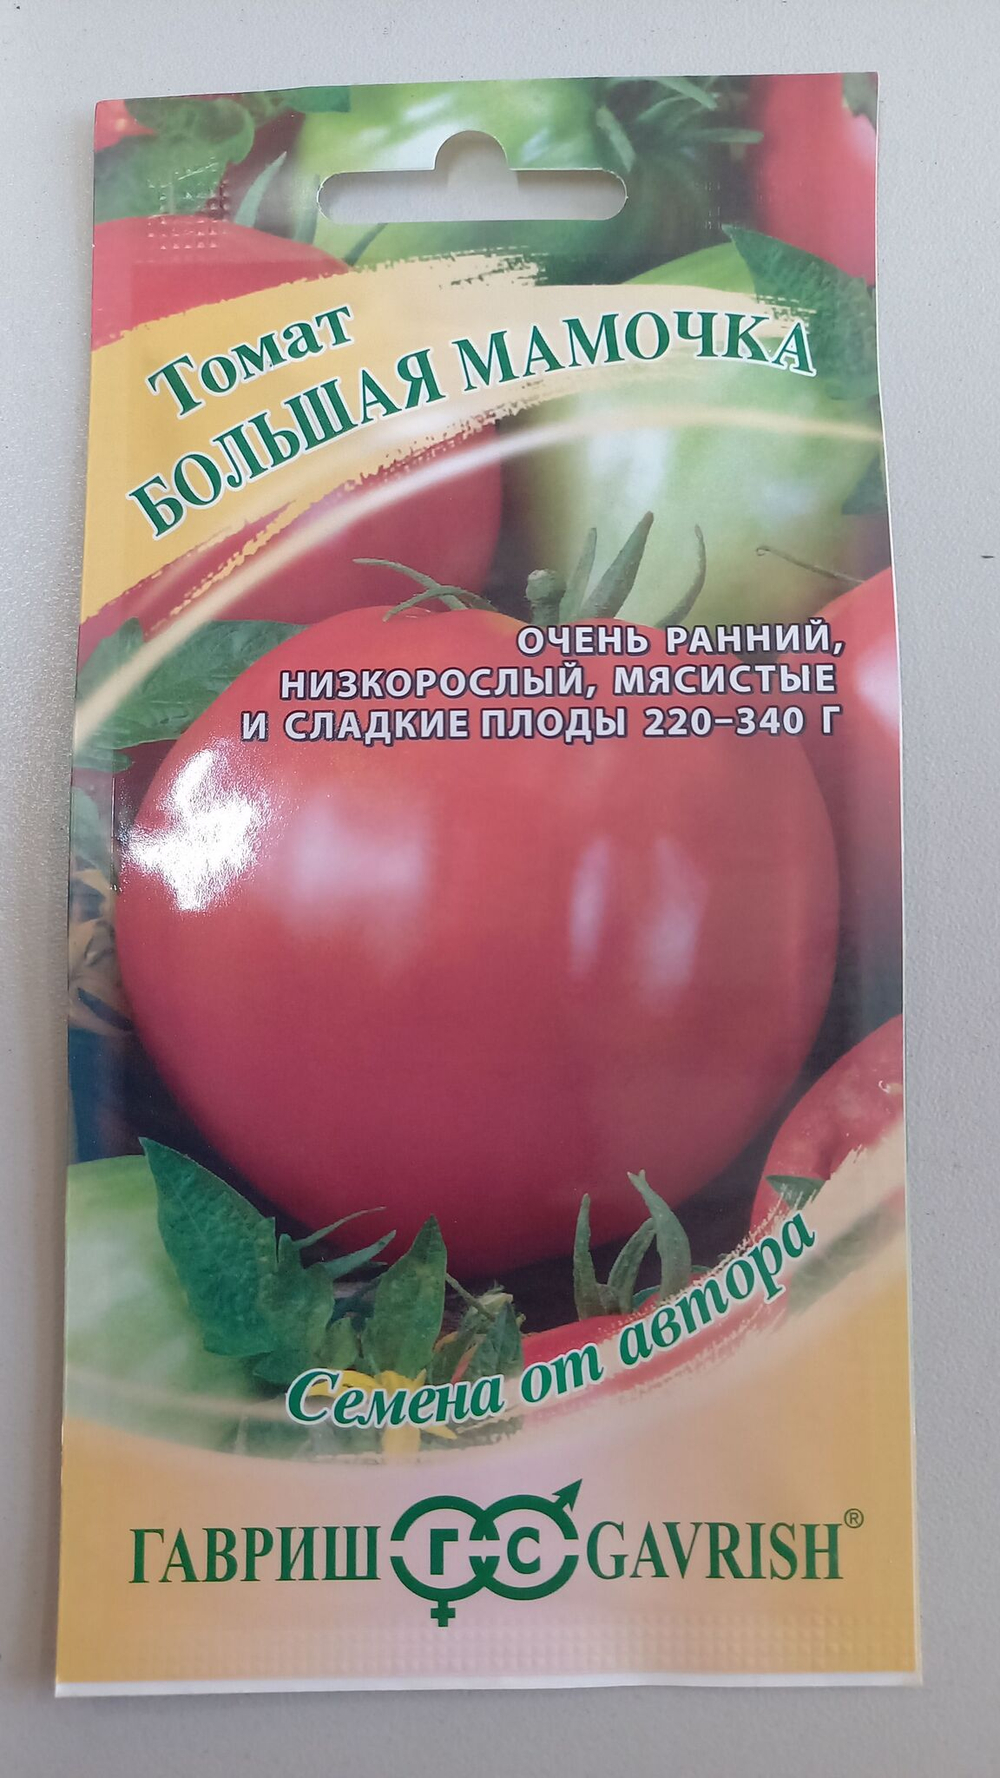 Томат
БОЛЬШАЯ МАМОЧКА
ОЧЕНЬ РАННИЙ,
НИЗКОРОСЛЫЙ, МЯСИСТЫЕ
И СЛАДКИЕ ПЛОДЫ 220–340 Г
Семена от автора
ГАВРИШ ГС GAVRISH®